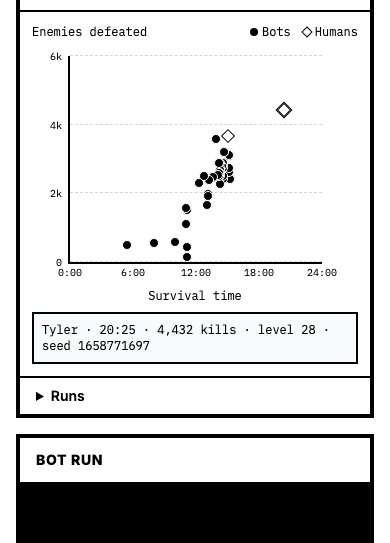 Enemies defeated
Bots Humans
6k
4k
2k
0
0:00 6:00 12:00 18:00 24:00
Survival time
Tyler · 20:25 · 4,432 kills · level 28 ·
seed 1658771697
Runs
BOT RUN